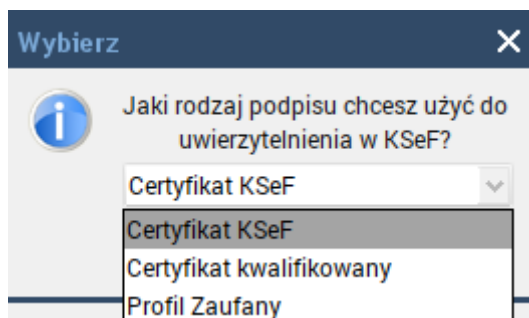 Wybierz
Jaki rodzaj podpisu chcesz użyć do
uwierzytelnienia w KSeF?
Certyfikat KSeF
Certyfikat KSeF
Certyfikat kwalifikowany
Profil Zaufany